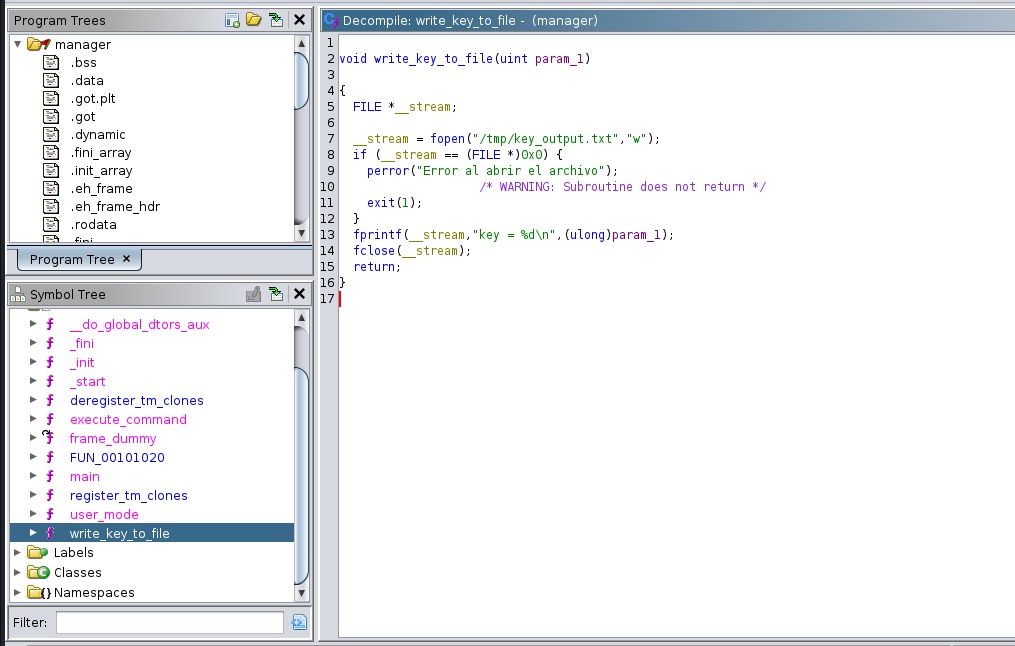 Program Trees
manager
.bss
.data
.got.plt
.got
.dynamic
.fini_array
.init_array
.eh_frame
.eh_frame_hdr
.rodata
.fini
Program Tree ×
Symbol Tree
__do_global_dtors_aux
_fini
_init
_start
deregister_tm_clones
execute_command
frame_dummy
FUN_00101020
main
register_tm_clones
user_mode
write_key_to_file
Labels
Classes
Namespaces
Filter:
Decompile: write_key_to_file - (manager)
1
2 void write_key_to_file(uint param_1)
3
4 {
5 FILE *__stream;
6
7 __stream = fopen("/tmp/key_output.txt","w");
8 if (__stream == (FILE *)0x0) {
9 perror("Error al abrir el archivo");
10 /* WARNING: Subroutine does not return */
11 exit(1);
12 }
13 fprintf(__stream,"key = %d\n",(ulong)param_1);
14 fclose(__stream);
15 return;
16 }
17